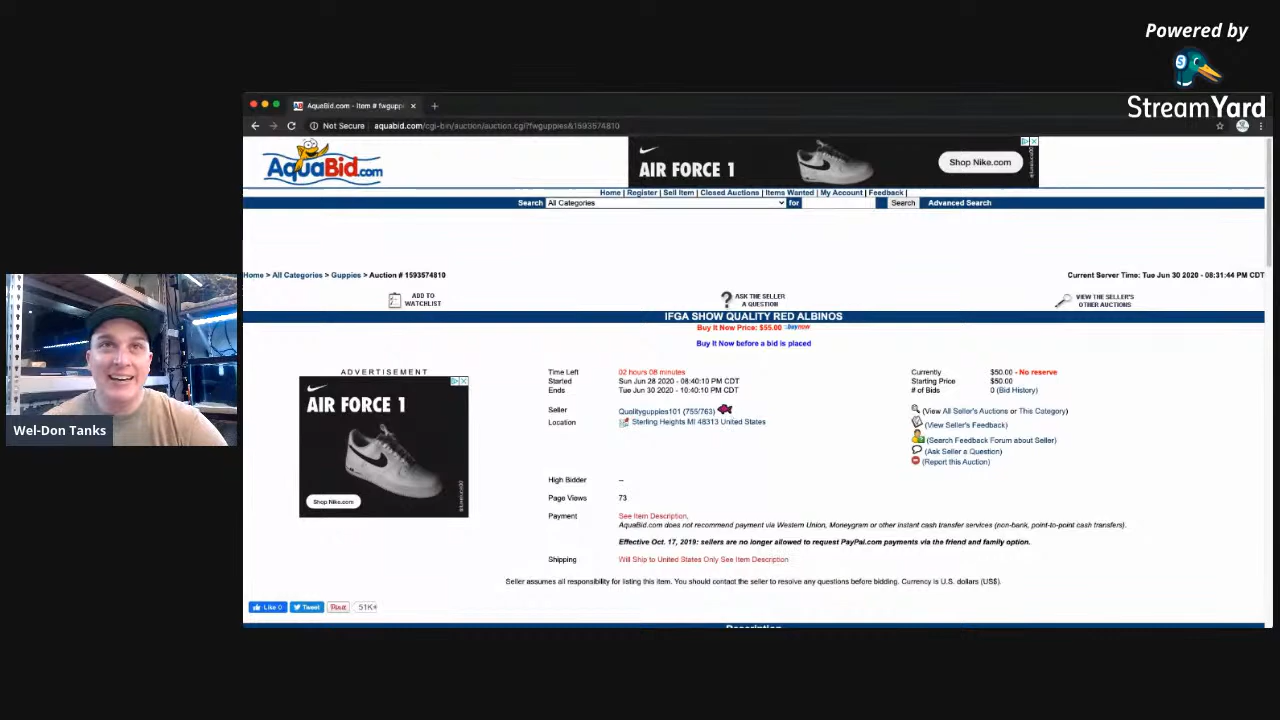 Powered by
StreamYard
AquaBid.com - Item # fwguppi
Not Secure aquabid.com/cgi-bin/auction/auction.cgi?fwguppies&1593574810
AquaBid.com
AIR FORCE 1
Shop Nike.com
Home | Register | Sell Item | Closed Auctions | Items Wanted | My Account | Feedback |
Search All Categories for Search Advanced Search
Home > All Categories > Guppies > Auction # 1593574810
Current Server Time: Tue Jun 30 2020 - 08:31:44 PM CDT
ADD TO
WATCHLIST
ASK THE SELLER
A QUESTION
VIEW THE SELLER'S
OTHER AUCTIONS
IFGA SHOW QUALITY RED ALBINOS
Buy It Now Price: $55.00 buynow
Buy It Now before a bid is placed
ADVERTISEMENT
AIR FORCE 1
Shop Nike.com
Time Left 02 hours 08 minutes
Started Sun Jun 28 2020 - 08:40:10 PM CDT
Ends Tue Jun 30 2020 - 10:40:10 PM CDT
Seller Qualityguppies101 (755/763)
Location Sterling Heights MI 48313 United States
Currently $50.00 - No reserve
Starting Price $50.00
# of Bids 0 (Bid History)
(View All Seller's Auctions or This Category)
(View Seller's Feedback)
(Search Feedback Forum about Seller)
(Ask Seller a Question)
(Report this Auction)
High Bidder --
Page Views 73
Payment See Item Description,
AquaBid.com does not recommend payment via Western Union, Moneygram or other instant cash transfer services (non-bank, point-to-point cash transfers).
Effective Oct. 17, 2019: sellers are no longer allowed to request PayPal.com payments via the friend and family option.
Shipping Will Ship to United States Only See Item Description
Seller assumes all responsibility for listing this item. You should contact the seller to resolve any questions before bidding. Currency is U.S. dollars (US$).
Like 0 Tweet Pin it 51K+
Description
Wel-Don Tanks